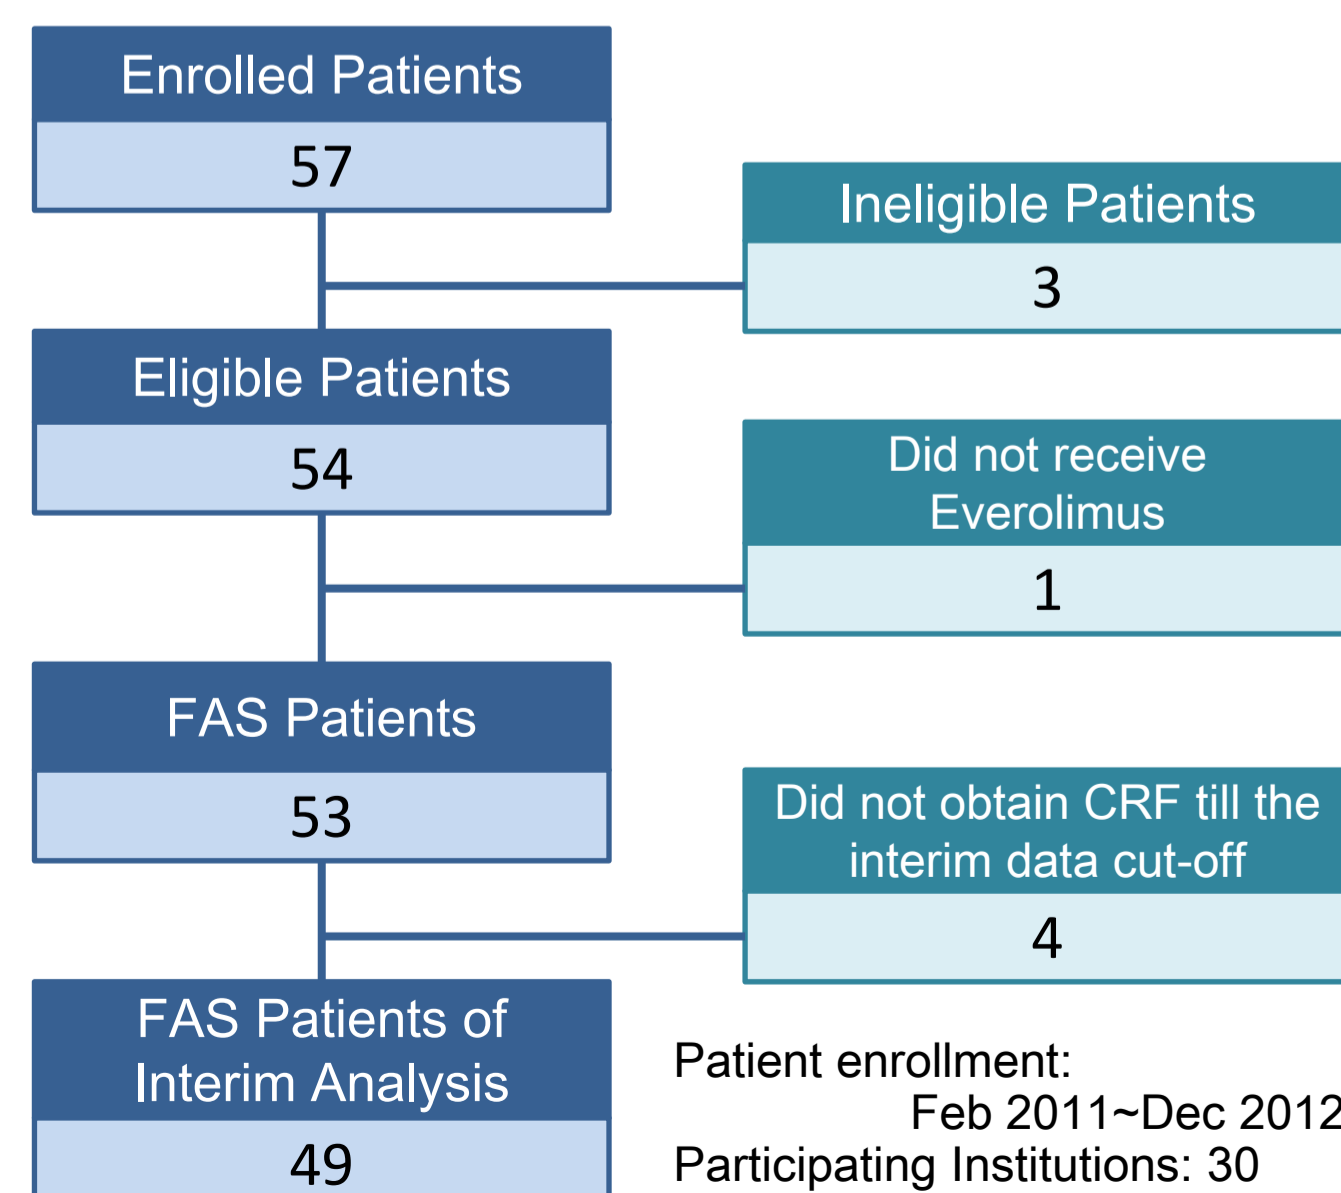 Enrolled Patients
57
Ineligible Patients
3
Eligible Patients
54
Did not receive
Everolimus
1
FAS Patients
53
Did not obtain CRF till the
interim data cut-off
4
FAS Patients of
Interim Analysis
49
Patient enrollment:
Feb 2011~Dec 2012
Participating Institutions: 30